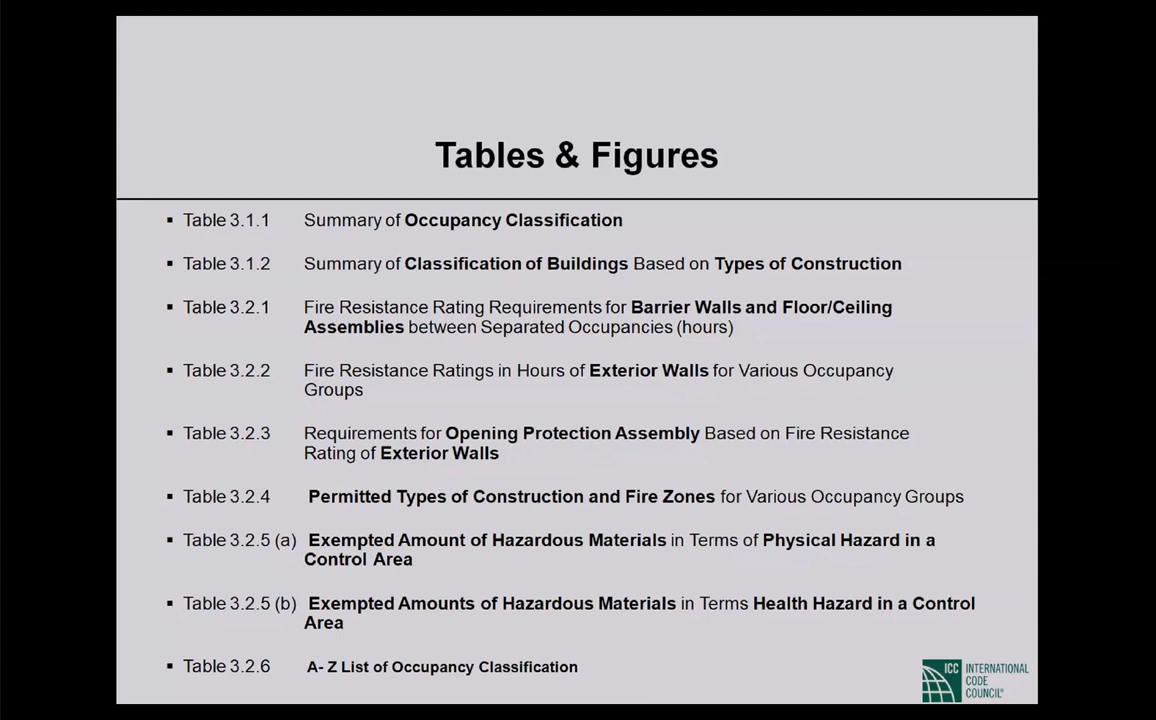 Tables & Figures
▪ Table 3.1.1 Summary of Occupancy Classification
▪ Table 3.1.2 Summary of Classification of Buildings Based on Types of Construction
▪ Table 3.2.1 Fire Resistance Rating Requirements for Barrier Walls and Floor/Ceiling
Assemblies between Separated Occupancies (hours)
▪ Table 3.2.2 Fire Resistance Ratings in Hours of Exterior Walls for Various Occupancy
Groups
▪ Table 3.2.3 Requirements for Opening Protection Assembly Based on Fire Resistance
Rating of Exterior Walls
▪ Table 3.2.4 Permitted Types of Construction and Fire Zones for Various Occupancy Groups
▪ Table 3.2.5 (a) Exempted Amount of Hazardous Materials in Terms of Physical Hazard in a
Control Area
▪ Table 3.2.5 (b) Exempted Amounts of Hazardous Materials in Terms Health Hazard in a Control
Area
▪ Table 3.2.6 A- Z List of Occupancy Classification
ICC INTERNATIONAL
CODE
COUNCIL®